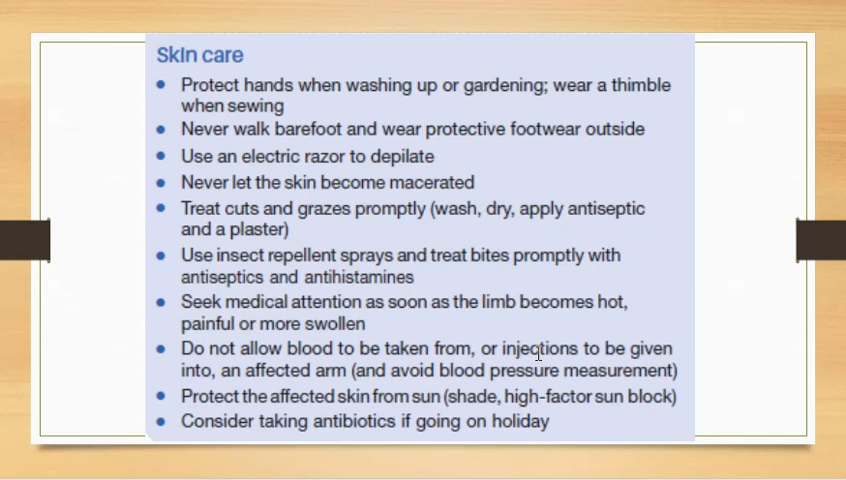 Skin care
• Protect hands when washing up or gardening; wear a thimble
when sewing
• Never walk barefoot and wear protective footwear outside
• Use an electric razor to depilate
• Never let the skin become macerated
• Treat cuts and grazes promptly (wash, dry, apply antiseptic
and a plaster)
• Use insect repellent sprays and treat bites promptly with
antiseptics and antihistamines
• Seek medical attention as soon as the limb becomes hot,
painful or more swollen
• Do not allow blood to be taken from, or injections to be given
into, an affected arm (and avoid blood pressure measurement)
• Protect the affected skin from sun (shade, high-factor sun block)
• Consider taking antibiotics if going on holiday